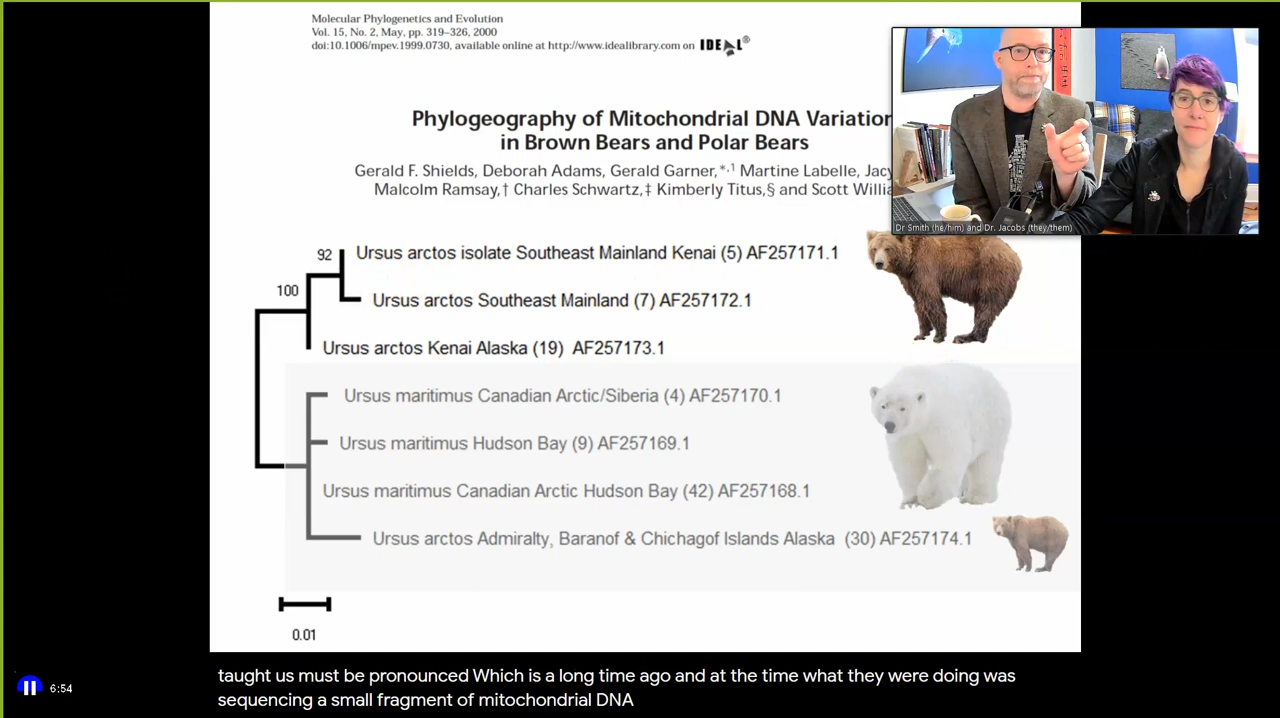 Molecular Phylogenetics and Evolution
Vol. 15, No. 2, May, pp. 319–326, 2000
doi:10.1006/mpev.1999.0730, available online at http://www.idealibrary.com on IDEAL®
Phylogeography of Mitochondrial DNA Variation
in Brown Bears and Polar Bears
Gerald F. Shields, Deborah Adams, Gerald Garner,*,1 Martine Labelle, Jacy
Malcolm Ramsay,† Charles Schwartz,‡ Kimberly Titus,§ and Scott Willia
Dr Smith (he/him) and Dr. Jacobs (they/them)
92
Ursus arctos isolate Southeast Mainland Kenai (5) AF257171.1
100
Ursus arctos Southeast Mainland (7) AF257172.1
Ursus arctos Kenai Alaska (19) AF257173.1
Ursus maritimus Canadian Arctic/Siberia (4) AF257170.1
Ursus maritimus Hudson Bay (9) AF257169.1
Ursus maritimus Canadian Arctic Hudson Bay (42) AF257168.1
Ursus arctos Admiralty, Baranof & Chichagof Islands Alaska (30) AF257174.1
0.01
6:54
taught us must be pronounced Which is a long time ago and at the time what they were doing was
sequencing a small fragment of mitochondrial DNA